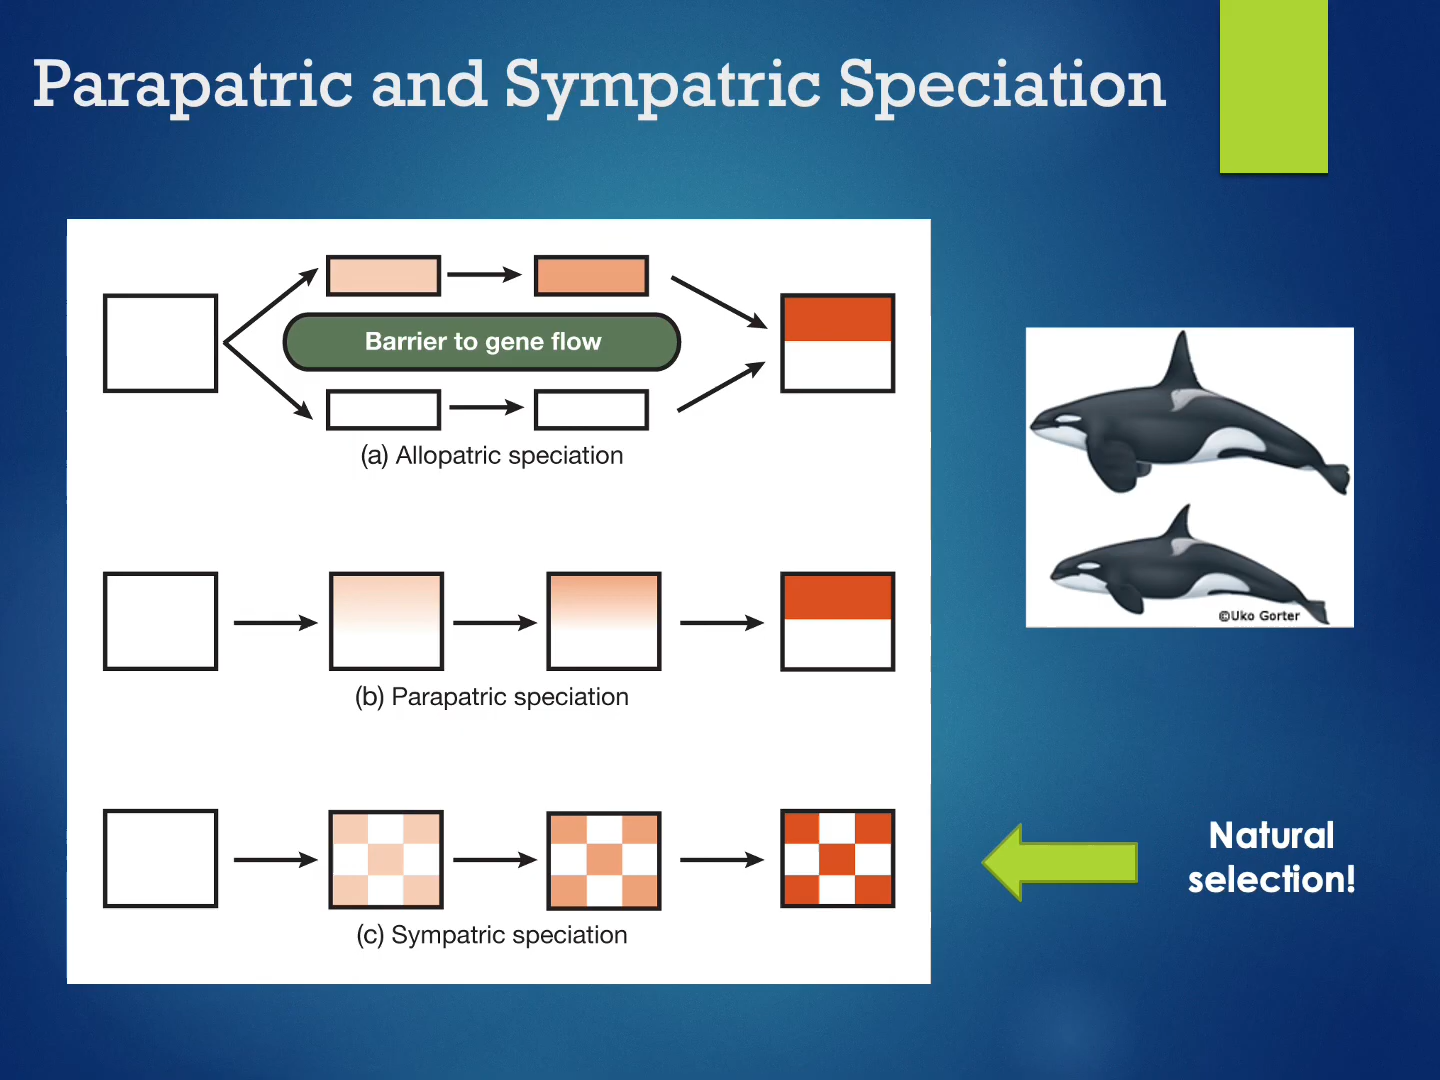 Parapatric and Sympatric Speciation
Barrier to gene flow
(a) Allopatric speciation
(b) Parapatric speciation
(c) Sympatric speciation
©Uko Gorter
Natural
selection!